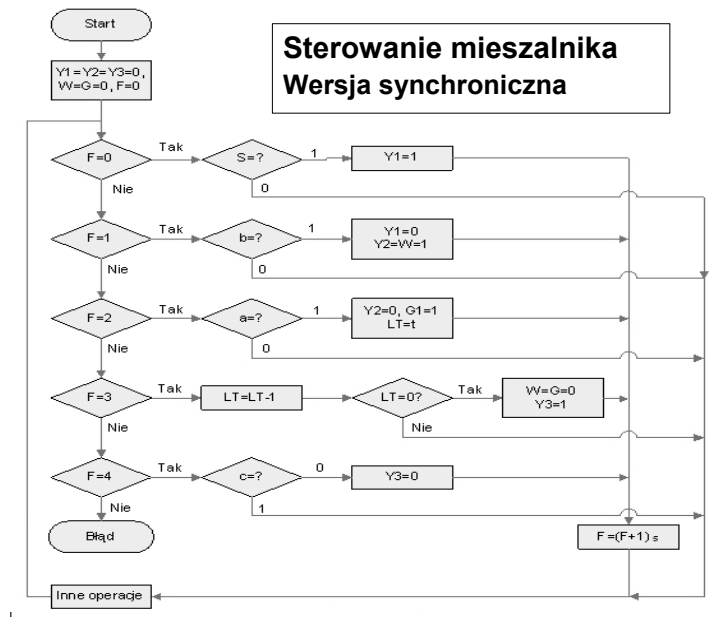 Start
Sterowanie mieszalnika
Wersja synchroniczna
Y1=Y2=Y3=0,
W=G=0, F=0
F=0
Tak
S=?
1
Y1=1
0
Nie
F=1
Tak
b=?
1
Y1=0
Y2=W=1
0
Nie
F=2
Tak
a=?
1
Y2=0, G1=1
LT=t
0
Nie
F=3
Tak
LT=LT-1
LT=0?
Tak
W=G=0
Y3=1
Nie
Nie
F=4
Tak
c=?
0
Y3=0
1
Nie
Błąd
F=(F+1) s
Inne operacje